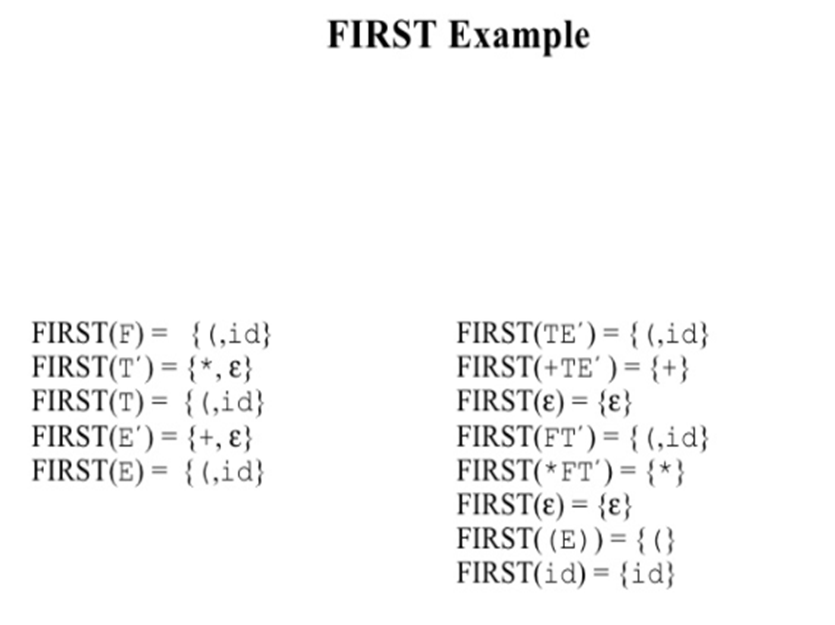 FIRST Example
FIRST(F) = {(,id}
FIRST(T′) = {*, ε}
FIRST(T) = {(,id}
FIRST(E′) = {+, ε}
FIRST(E) = {(,id}
FIRST(TE′) = {(,id}
FIRST(+TE′) = {+}
FIRST(ε) = {ε}
FIRST(FT′) = {(,id}
FIRST(*FT′) = {*}
FIRST(ε) = {ε}
FIRST((E)) = {(}
FIRST(id) = {id}